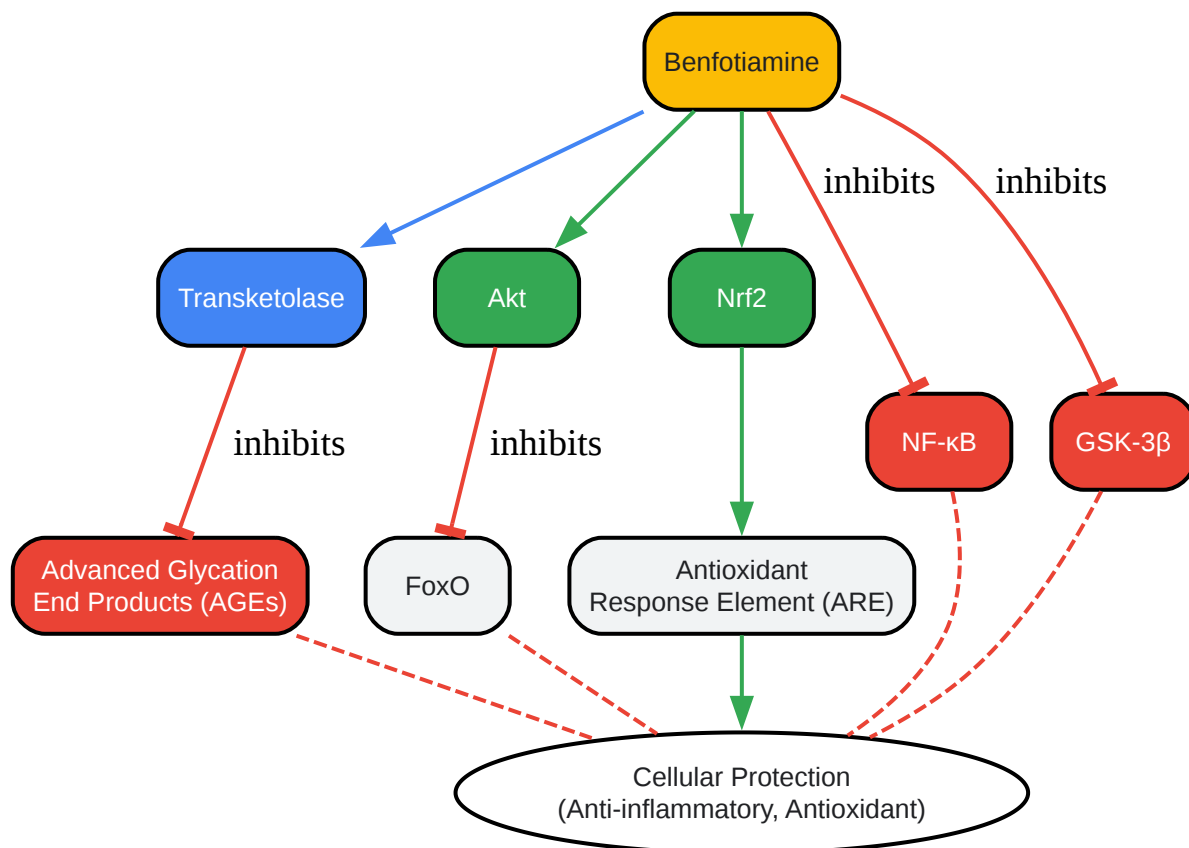 Benfotiamine
inhibits
inhibits
Transketolase
Akt
Nrf2
inhibits
inhibits
NF-κB
GSK-3β
Advanced Glycation
End Products (AGEs)
FoxO
Antioxidant
Response Element (ARE)
Cellular Protection
(Anti-inflammatory, Antioxidant)